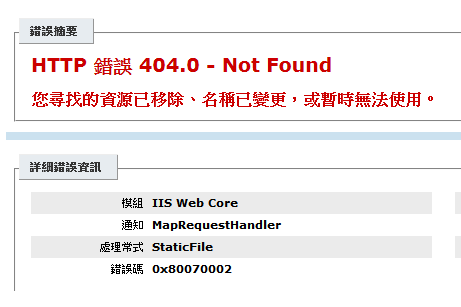 錯誤摘要
HTTP 錯誤 404.0 - Not Found
您尋找的資源已移除、名稱已變更，或暫時無法使用。
詳細錯誤資訊
模組 IIS Web Core
通知 MapRequestHandler
處理常式 StaticFile
錯誤碼 0x80070002